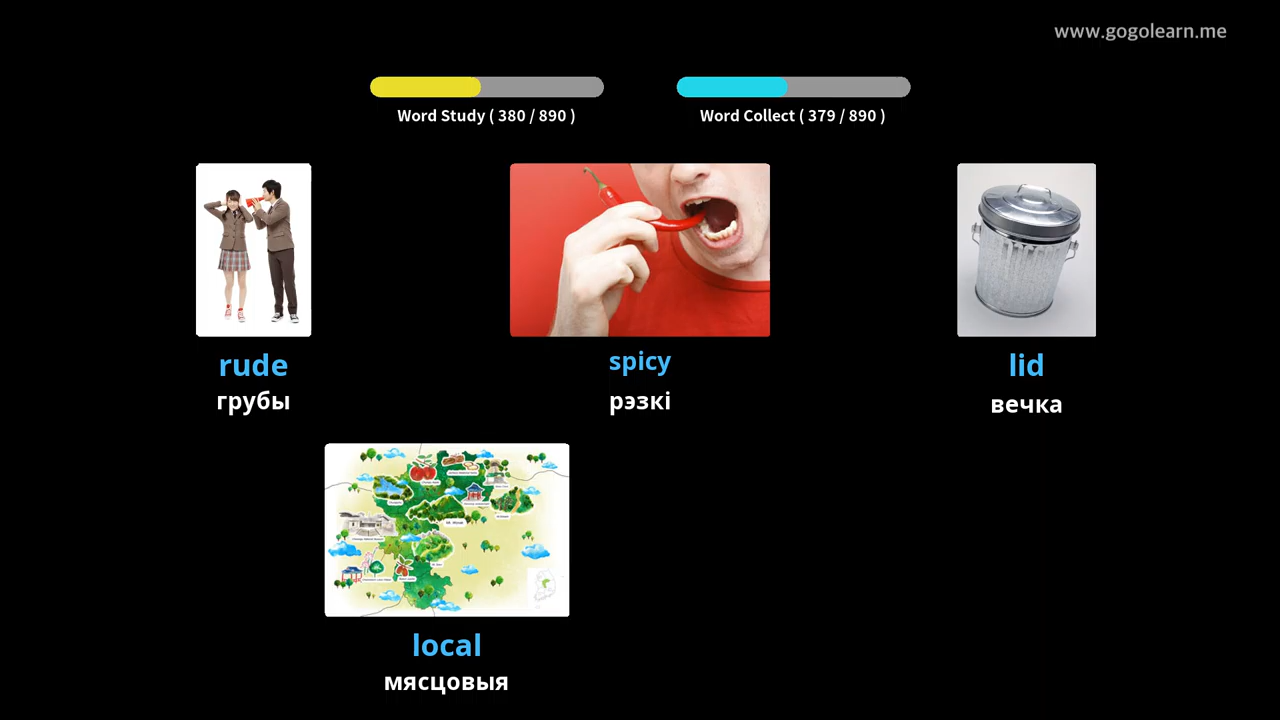 www.gogolearn.me
Word Study ( 380 / 890 )
Word Collect ( 379 / 890 )
rude
грубы
spicy
рэзкі
lid
вечка
local
мясцовыя